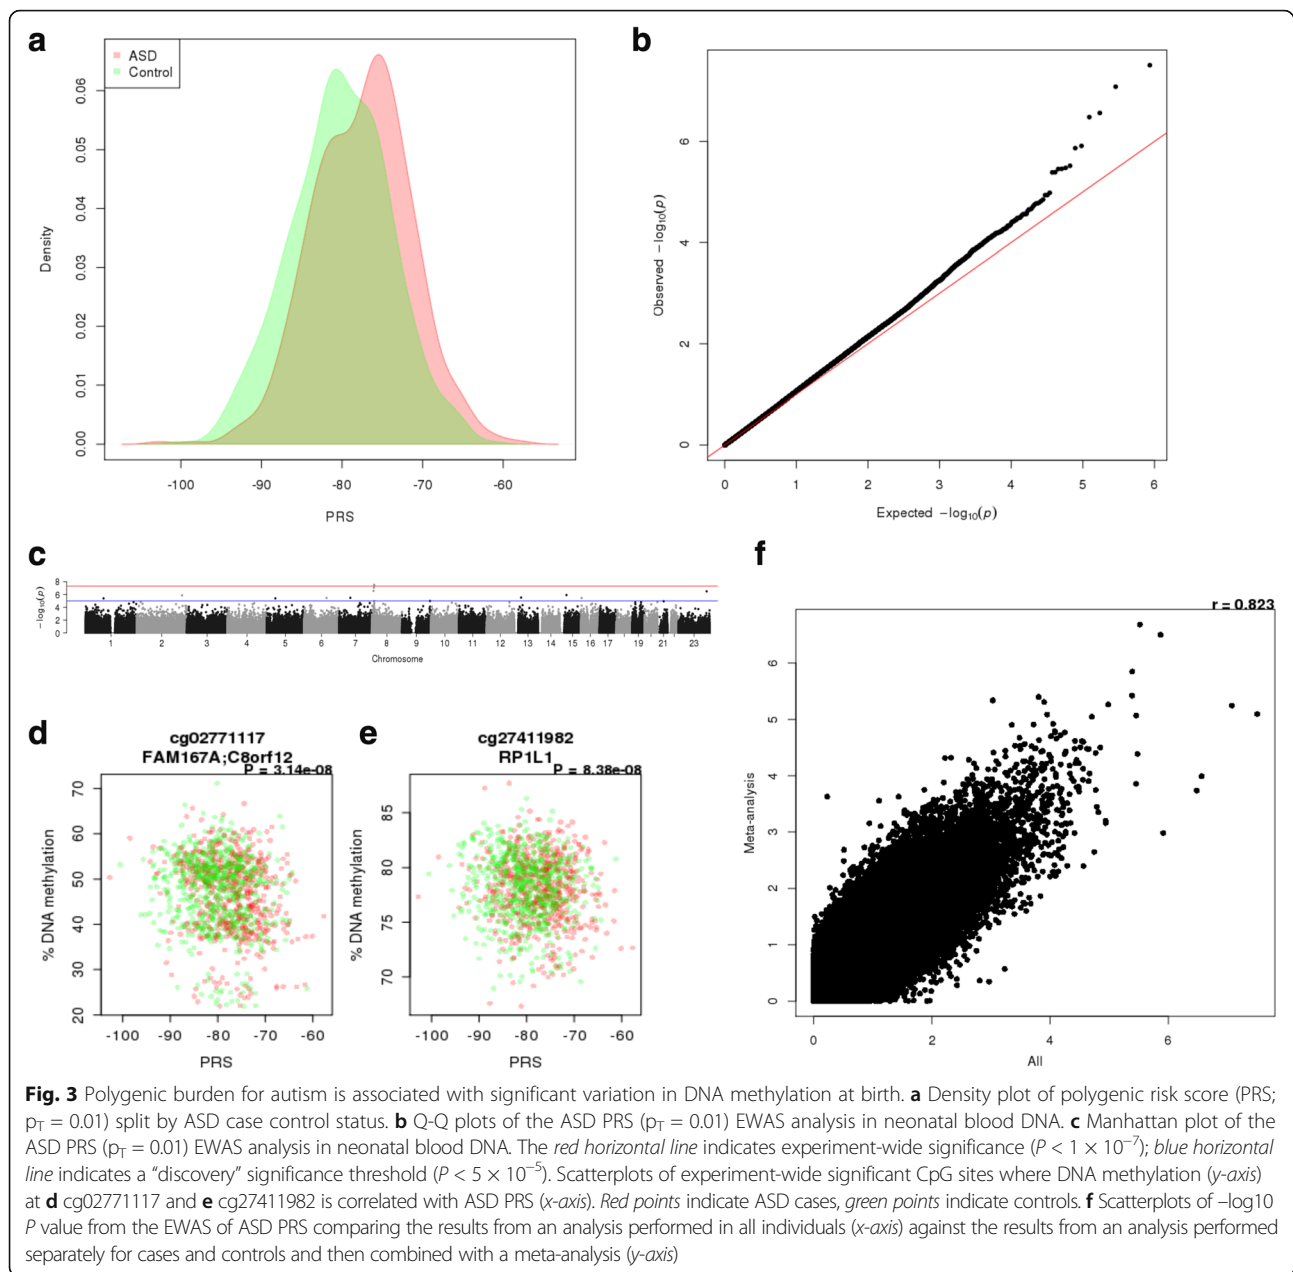 a
ASD
Control
0.00 0.01 0.02 0.03 0.04 0.05 0.06
Density
-100 -90 -80 -70 -60
PRS
b
0 2 4 6
Observed −log10(p)
0 1 2 3 4 5 6
Expected −log10(p)
c
0 2 4 6 8
−log10(p)
1 2 3 4 5 6 7 8 9 10 11 12 13 14 15 16 17 19 21 23
Chromosome
d
cg02771117
FAM167A;C8orf12
P = 3.14e-08
20 30 40 50 60 70
% DNA methylation
-100 -90 -80 -70 -60
PRS
e
cg27411982
RP1L1
P = 8.38e-08
70 75 80 85
% DNA methylation
-100 -90 -80 -70 -60
PRS
f
r = 0.823
0 1 2 3 4 5 6
Meta-analysis
0 2 4 6
All
Fig. 3 Polygenic burden for autism is associated with significant variation in DNA methylation at birth. a Density plot of polygenic risk score (PRS;
pT = 0.01) split by ASD case control status. b Q-Q plots of the ASD PRS (pT = 0.01) EWAS analysis in neonatal blood DNA. c Manhattan plot of the
ASD PRS (pT = 0.01) EWAS analysis in neonatal blood DNA. The red horizontal line indicates experiment-wide significance (P < 1 × 10−7); blue horizontal
line indicates a “discovery” significance threshold (P < 5 × 10−5). Scatterplots of experiment-wide significant CpG sites where DNA methylation (y-axis)
at d cg02771117 and e cg27411982 is correlated with ASD PRS (x-axis). Red points indicate ASD cases, green points indicate controls. f Scatterplots of –log10
P value from the EWAS of ASD PRS comparing the results from an analysis performed in all individuals (x-axis) against the results from an analysis performed
separately for cases and controls and then combined with a meta-analysis (y-axis)